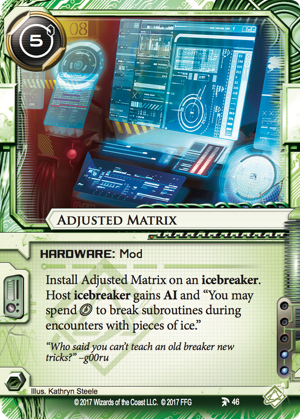 5
08
ADJUSTED MATRIX
HARDWARE: Mod
Install Adjusted Matrix on an icebreaker.
Host icebreaker gains AI and “You may
spend to break subroutines during
encounters with pieces of ice.”
“Who said you can’t teach an old breaker new
tricks?” –g00ru
Illus. Kathryn Steele
© 2017 Wizards of the Coast LLC. © 2017 FFG 46